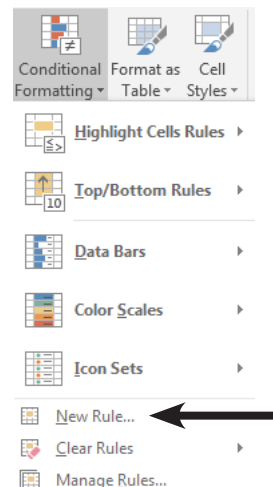 Conditional Format as Cell
Formatting Table Styles
Highlight Cells Rules
≤>
Top/Bottom Rules
10
Data Bars
Color Scales
Icon Sets
New Rule...
Clear Rules
Manage Rules...